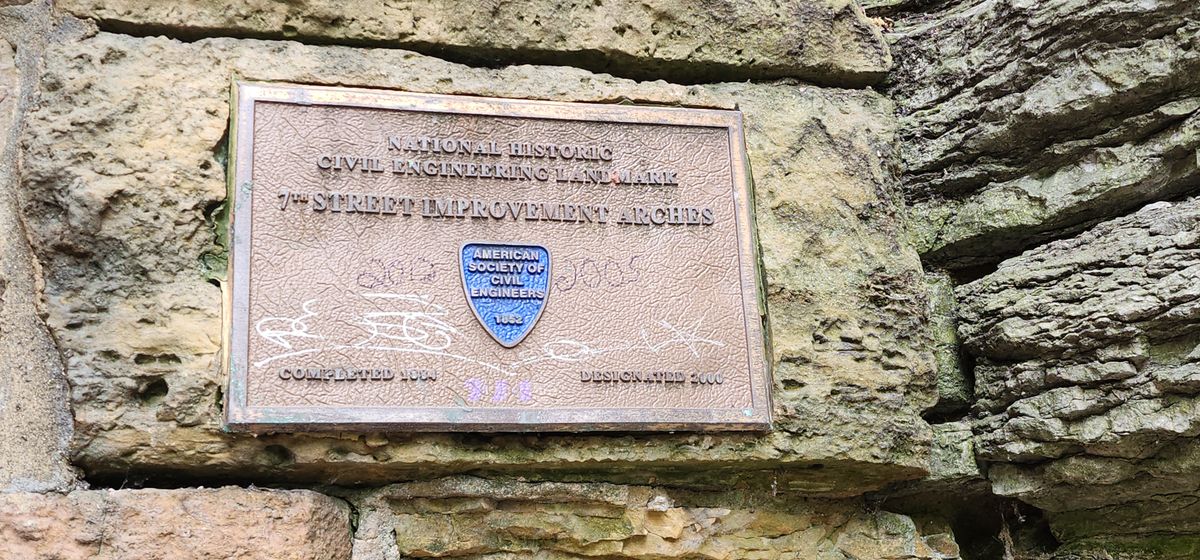 NATIONAL HISTORIC
CIVIL ENGINEERING LANDMARK
7TH STREET IMPROVEMENT ARCHES
AMERICAN
SOCIETY OF
CIVIL
ENGINEERS
1852
COMPLETED 1884
DESIGNATED 2000